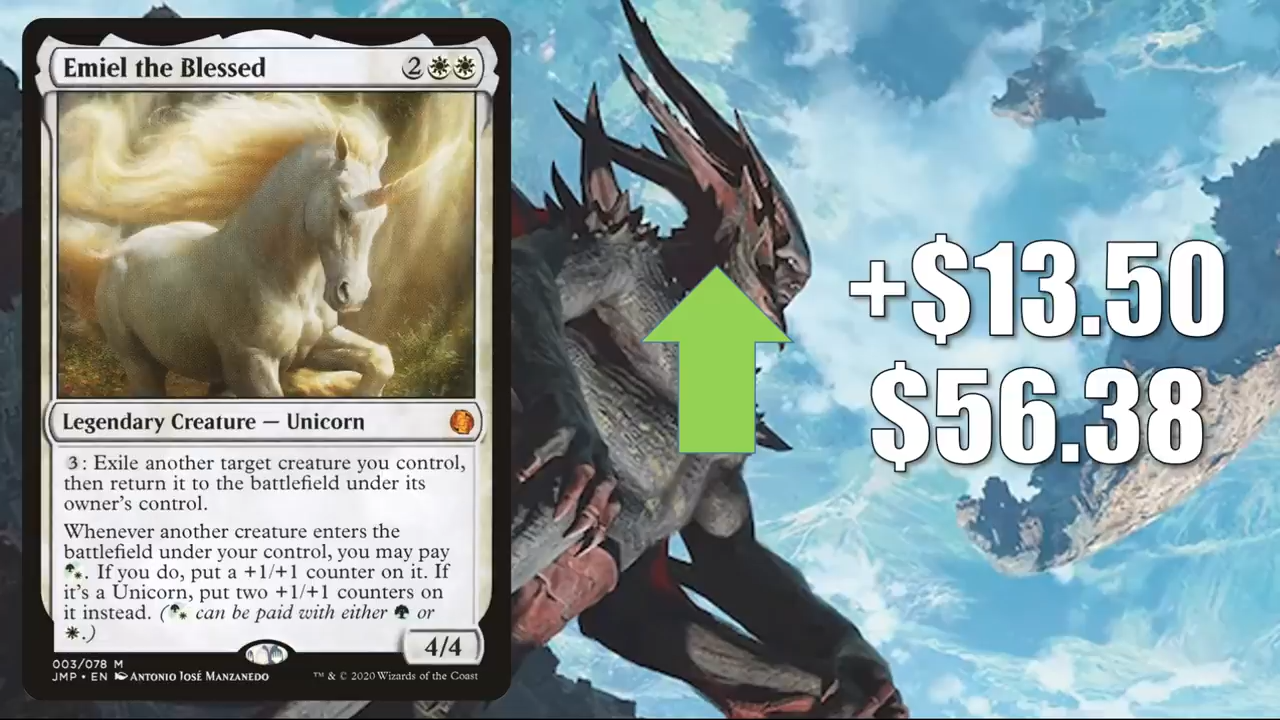 Emiel the Blessed 2
Legendary Creature — Unicorn
3: Exile another target creature you control,
then return it to the battlefield under its
owner's control.
Whenever another creature enters the
battlefield under your control, you may pay
. If you do, put a +1/+1 counter on it. If
it's a Unicorn, put two +1/+1 counters on
it instead. ( can be paid with either or
.)
4/4
003/078 M
JMP • EN Antonio José Manzanedo
™ & © 2020 Wizards of the Coast
+$13.50
$56.38